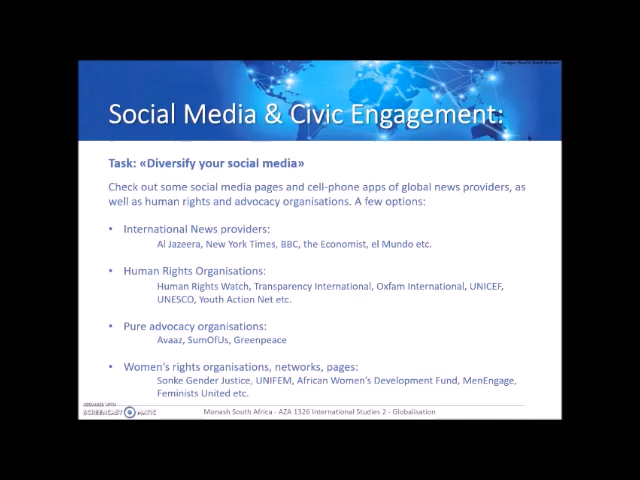 Social Media & Civic Engagement:
Task: «Diversify your social media»
Check out some social media pages and cell-phone apps of global news providers, as
well as human rights and advocacy organisations. A few options:
• International News providers:
Al Jazeera, New York Times, BBC, the Economist, el Mundo etc.
• Human Rights Organisations:
Human Rights Watch, Transparency International, Oxfam International, UNICEF,
UNESCO, Youth Action Net etc.
• Pure advocacy organisations:
Avaaz, SumOfUs, Greenpeace
• Women's rights organisations, networks, pages:
Sonke Gender Justice, UNIFEM, African Women's Development Fund, MenEngage,
Feminists United etc.
RECORDED WITH
SCREENCAST-O-MATIC
Monash South Africa - AZA 1326 International Studies 2 - Globalisation